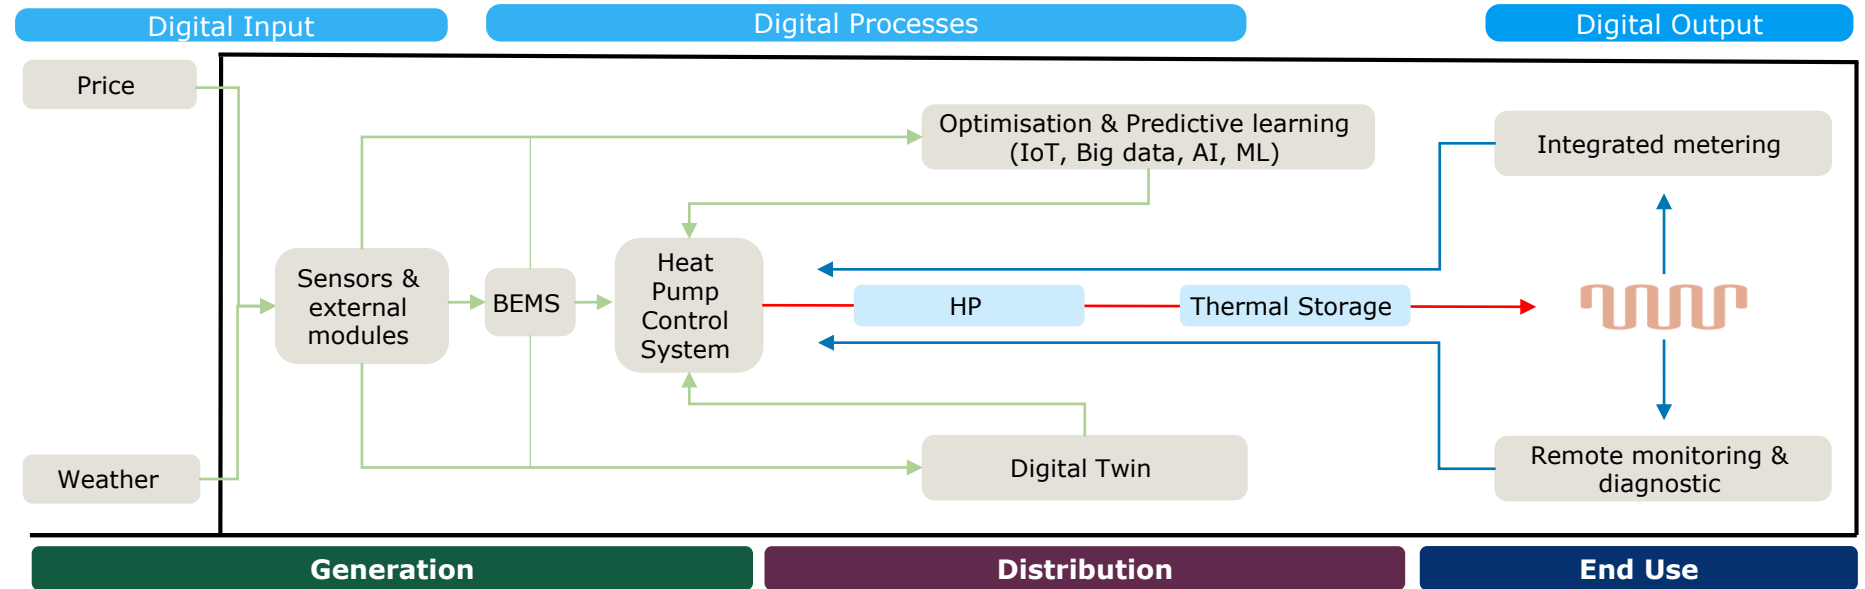 Digital Input
Digital Processes
Digital Output
Price
Optimisation & Predictive learning
(IoT, Big data, AI, ML)
Integrated metering
Sensors &
external
modules
BEMS
Heat
Pump
Control
System
HP
Thermal Storage
Weather
Digital Twin
Remote monitoring &
diagnostic
Generation
Distribution
End Use